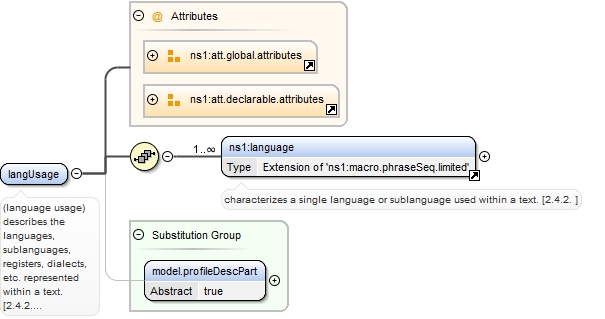 Attributes
ns1:att.global.attributes
ns1:att.declarable.attributes
1..∞
ns1:language
Type Extension of 'ns1:macro.phraseSeq.limited'
characterizes a single language or sublanguage used within a text. [2.4.2. ]
langUsage
(language usage)
describes the
languages,
sublanguages,
registers, dialects,
etc. represented
within a text.
[2.4.2....
Substitution Group
model.profileDescPart
Abstract true